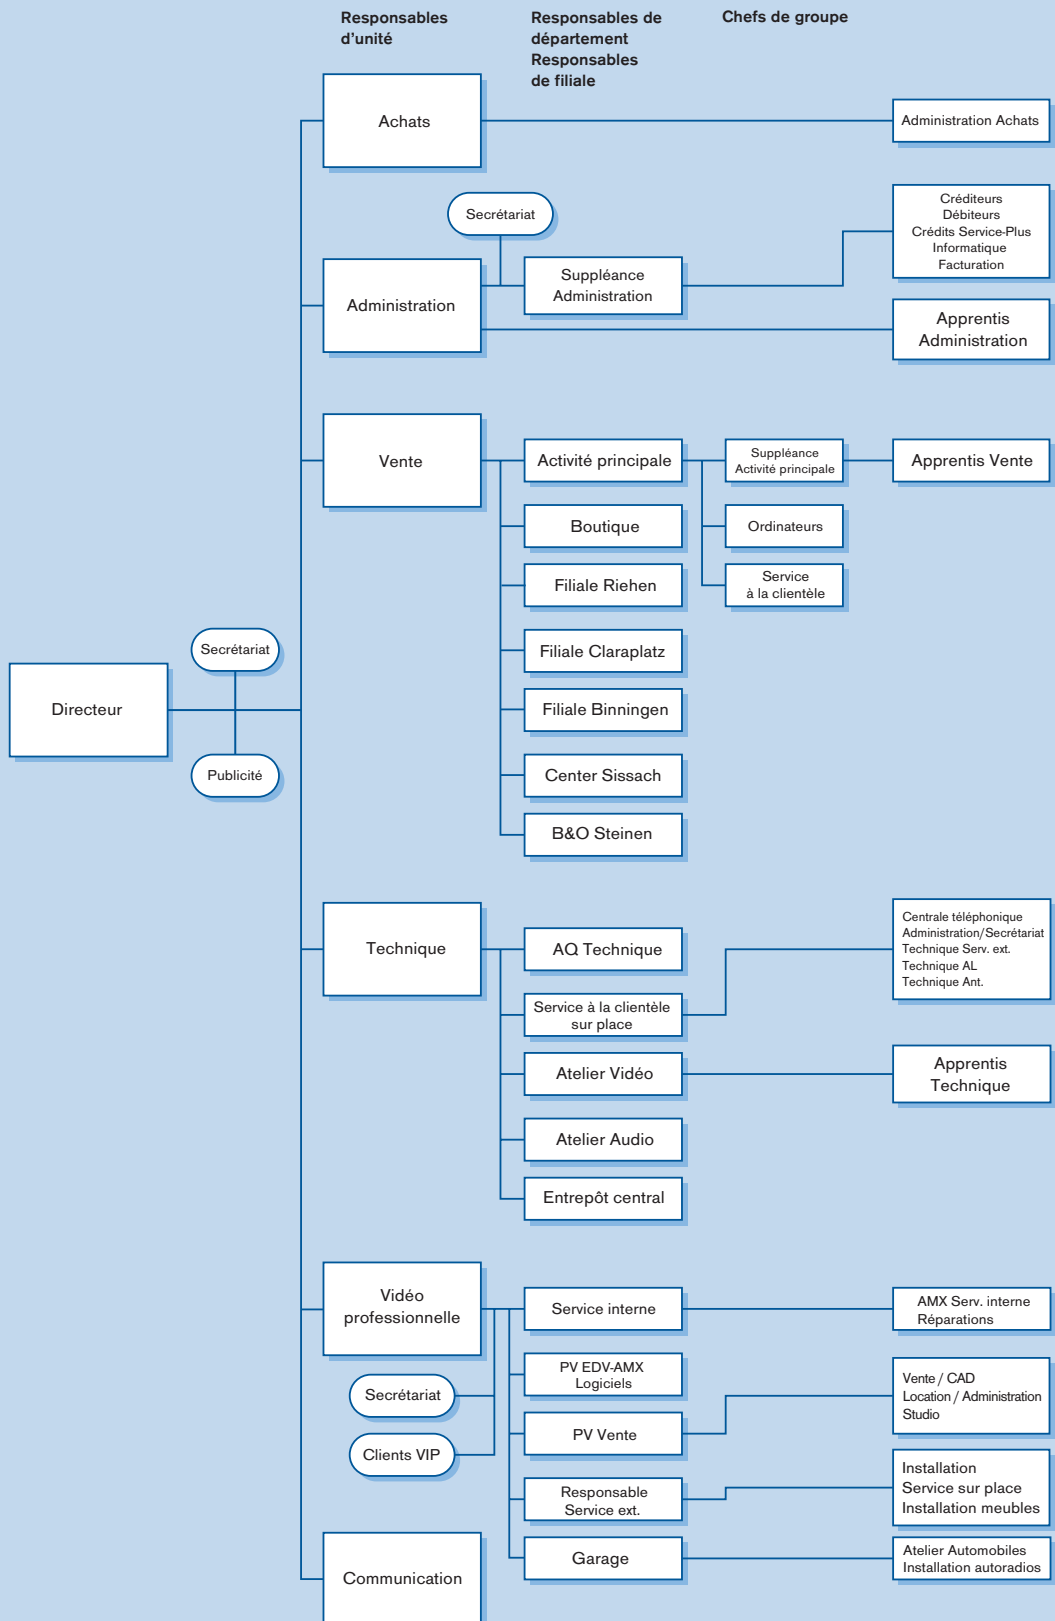 Responsables
d'unité
Responsables de
département
Responsables
de filiale
Chefs de groupe
Achats
Administration Achats
Secrétariat
Créditeurs
Débiteurs
Crédits Service-Plus
Informatique
Facturation
Administration
Suppléance
Administration
Apprentis
Administration
Vente
Activité principale
Suppléance
Activité principale
Apprentis Vente
Boutique
Ordinateurs
Filiale Riehen
Service
à la clientèle
Filiale Claraplatz
Secrétariat
Directeur
Filiale Binningen
Publicité
Center Sissach
B&O Steinen
Technique
AQ Technique
Centrale téléphonique
Administration/Secrétariat
Technique Serv. ext.
Technique AL
Technique Ant.
Service à la clientèle
sur place
Atelier Vidéo
Apprentis
Technique
Atelier Audio
Entrepôt central
Vidéo
professionnelle
Service interne
AMX Serv. interne
Réparations
PV EDV-AMX
Logiciels
Secrétariat
Vente / CAD
Location / Administration
Studio
PV Vente
Clients VIP
Responsable
Service ext.
Installation
Service sur place
Installation meubles
Communication
Garage
Atelier Automobiles
Installation autoradios